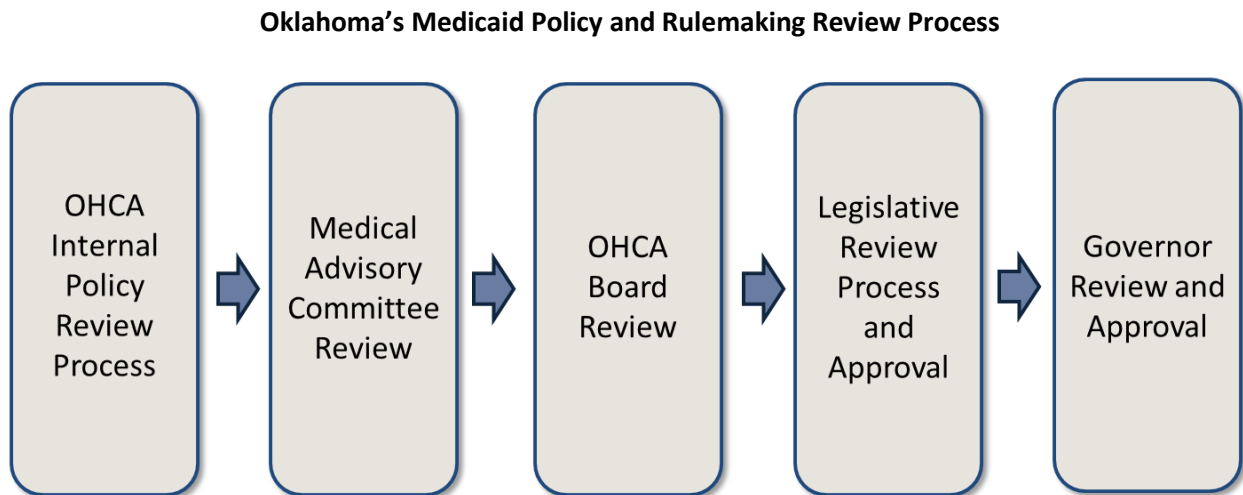 Oklahoma’s Medicaid Policy and Rulemaking Review Process
OHCA
Internal
Policy
Review
Process
Medical
Advisory
Committee
Review
OHCA
Board
Review
Legislative
Review
Process
and
Approval
Governor
Review and
Approval